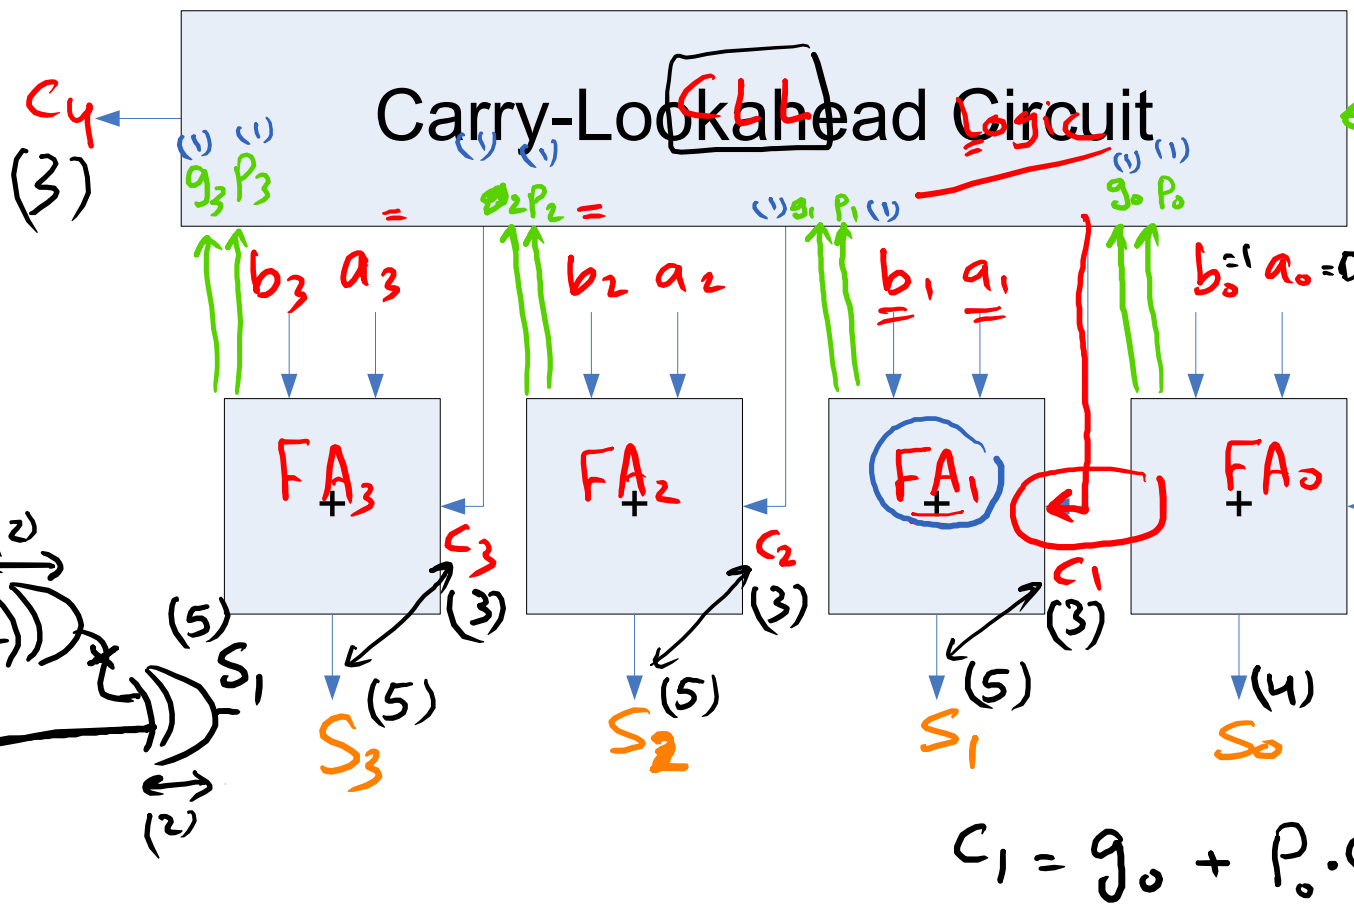 Carry-Lookahead Circuit
CLL
Logic
C4
(3)
(1) (1) (1) (1) (1) (1) (1) (1)
g3 P3 g2 P2 g1 P1 g0 P0
= =
b3 a3 b2 a2 b1 a1 b0=1 a0=0
FA3 FA2 FA1 FA0
+ + + +
C3 C2 C1
(3) (3) (3)
2)
(5) S1
(5) (5) (5) (4)
S3 S2 S1 S0
(2)
C1 = g0 + P0 .